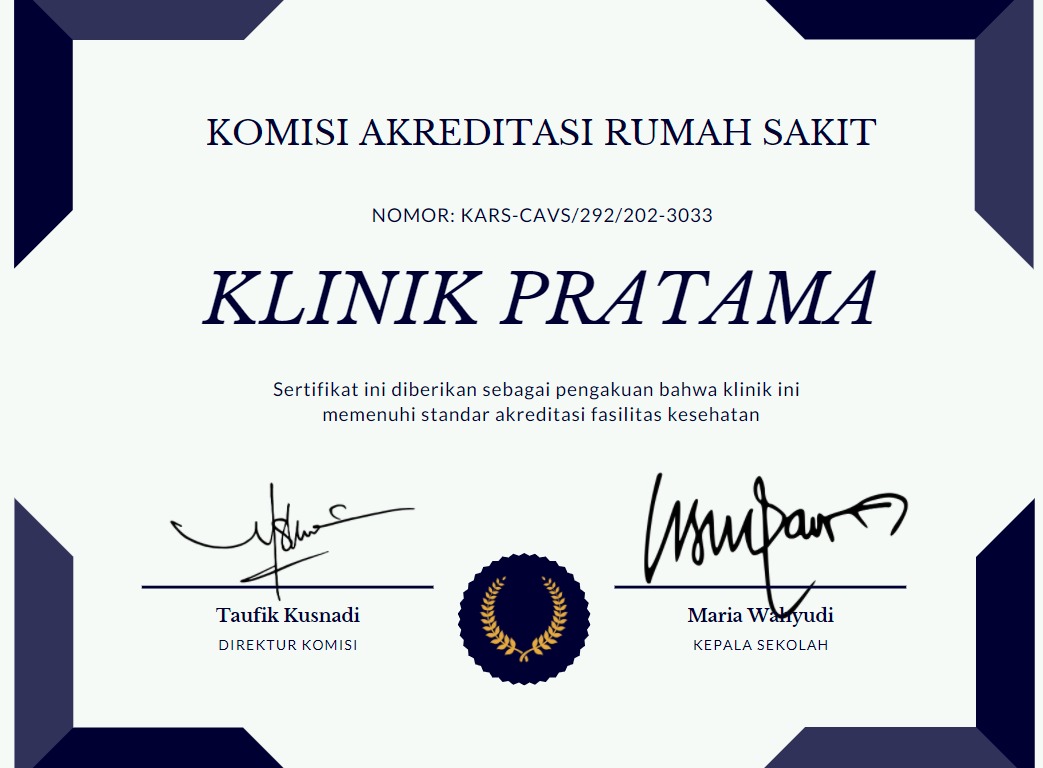 KOMISI AKREDITASI RUMAH SAKIT
NOMOR: KARS-CAVS/292/202-3033
KLINIK PRATAMA
Sertifikat ini diberikan sebagai pengakuan bahwa klinik ini
memenuhi standar akreditasi fasilitas kesehatan
Taufik Kusnadi
DIREKTUR KOMISI
Maria Wahyudi
KEPALA SEKOLAH